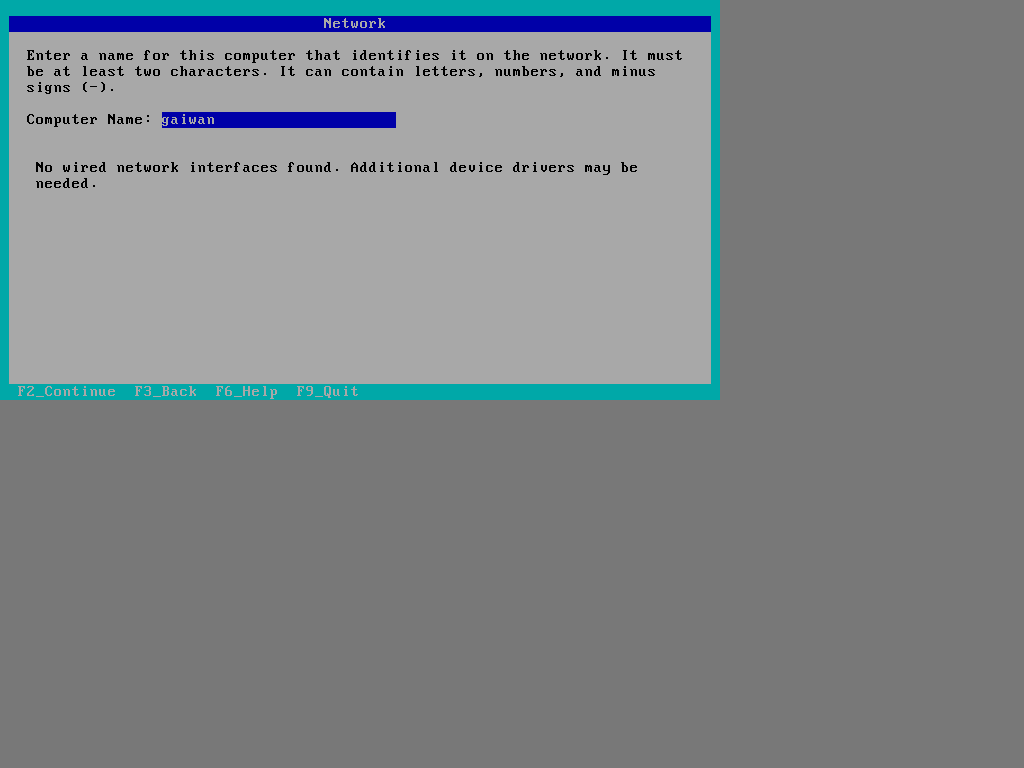 Network
Enter a name for this computer that identifies it on the network. It must
be at least two characters. It can contain letters, numbers, and minus
signs (-).
Computer Name: gaiwan
No wired network interfaces found. Additional device drivers may be
needed.
F2_Continue  F3_Back  F6_Help  F9_Quit